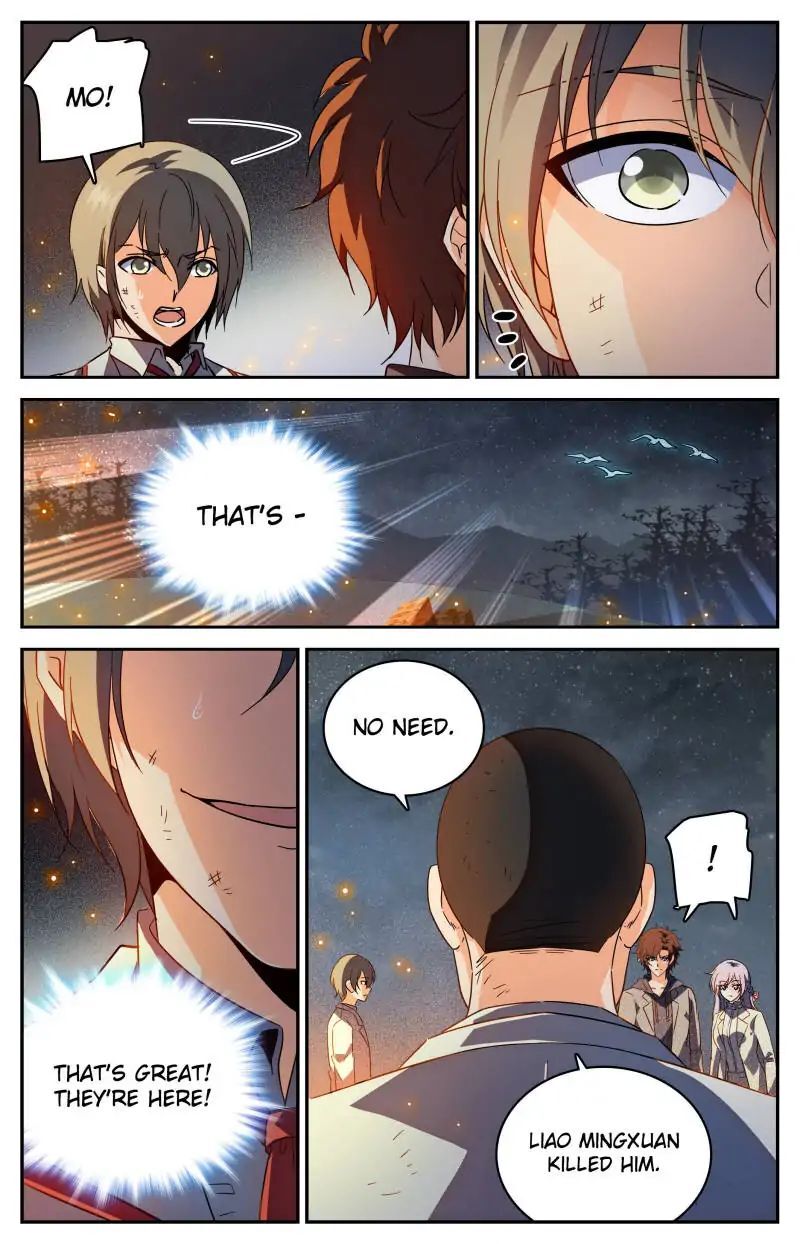 MO!
THAT'S -
THAT'S GREAT!
THEY'RE HERE!
NO NEED.
!
LIAO MINGXUAN
KILLED HIM.